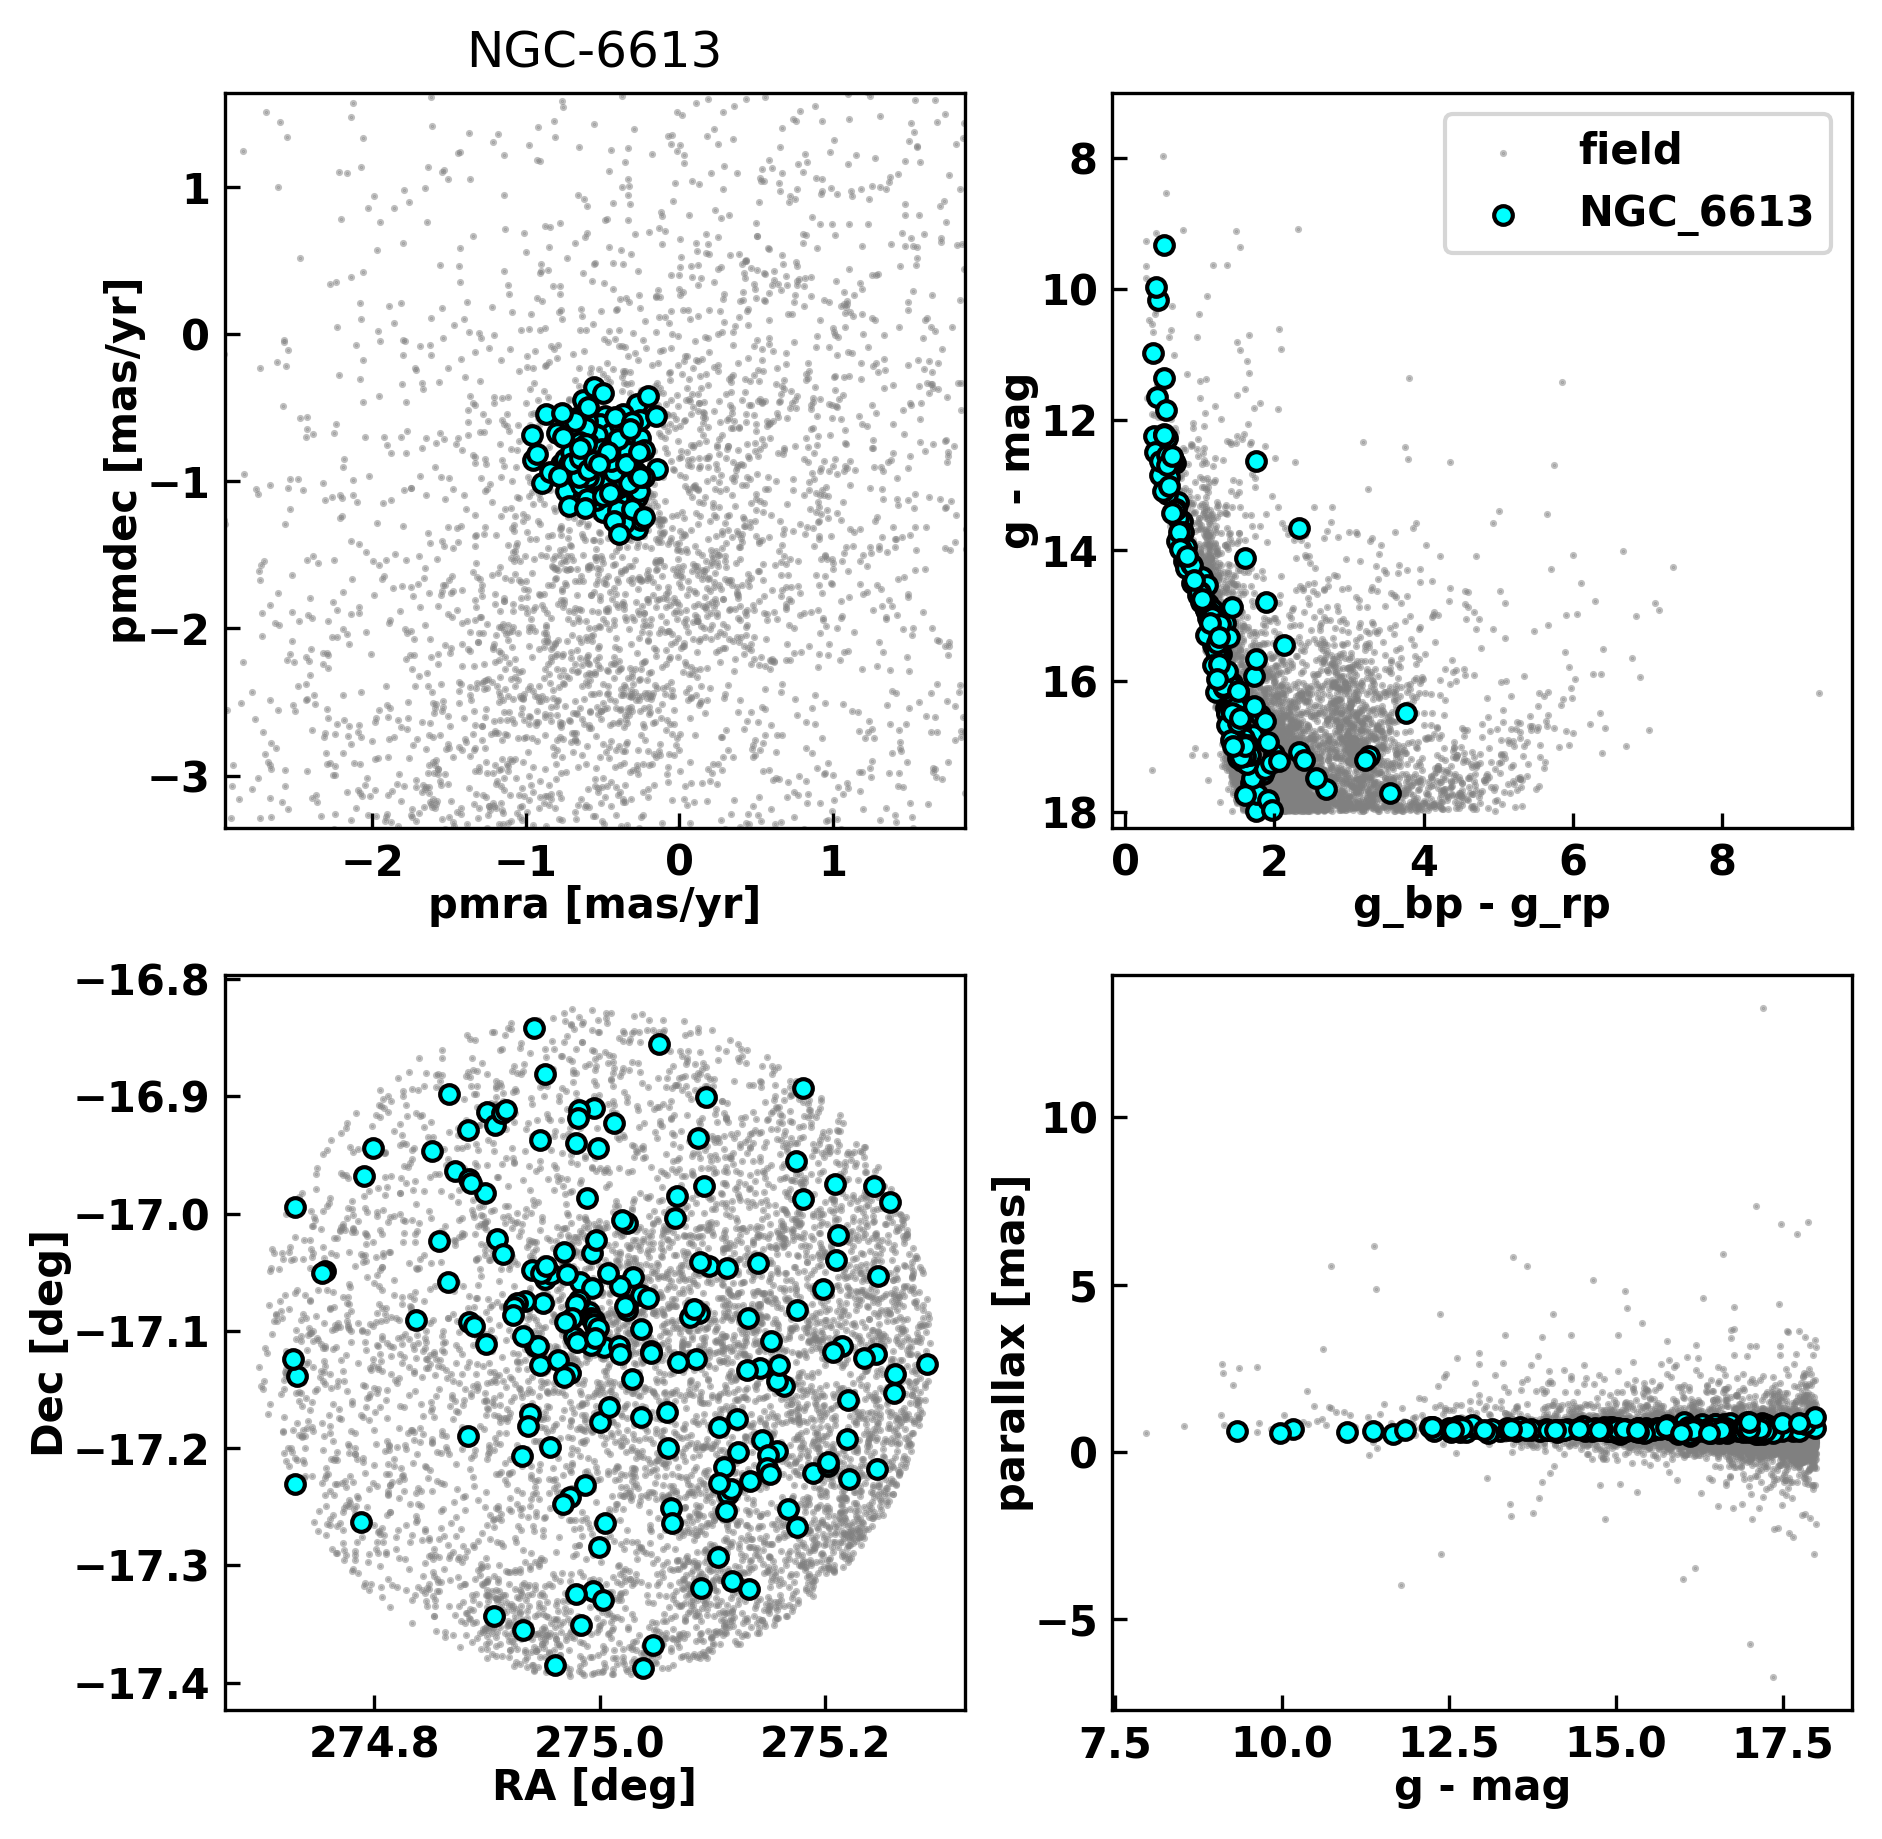 NGC-6613
1
0
−1
−2
−3
pmdec [mas/yr]
−2 −1 0 1
pmra [mas/yr]
field
NGC_6613
8
10
12
14
16
18
g - mag
0 2 4 6 8
g_bp - g_rp
−16.8
−16.9
−17.0
−17.1
−17.2
−17.3
−17.4
Dec [deg]
274.8 275.0 275.2
RA [deg]
10
5
0
−5
parallax [mas]
7.5 10.0 12.5 15.0 17.5
g - mag